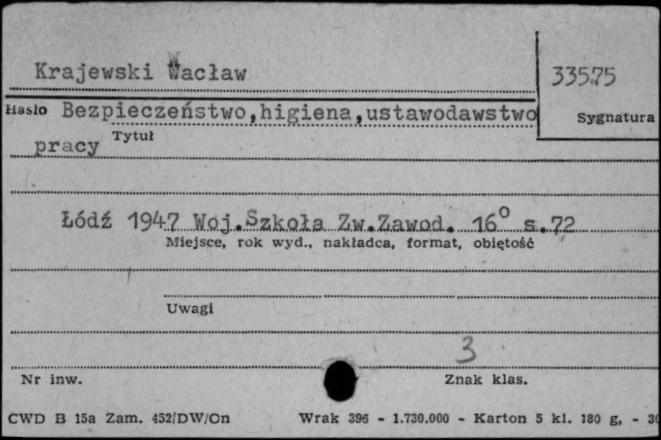 Krajewski Wacław
33575
Hasło Bezpieczeństwo,higiena,ustawodawstwo
Sygnatura
Tytuł
pracy
Łódź 1947 Woj.Szkoła Zw.Zawod. 16° s.72
Miejsce, rok wyd., nakładca, format, objętość
Uwagi
3
Nr inw.
Znak klas.
CWD B 15a Zam. 452/DW/On Wrak 396 - 1.730.000 - Karton 5 kl. 180 g, - 30